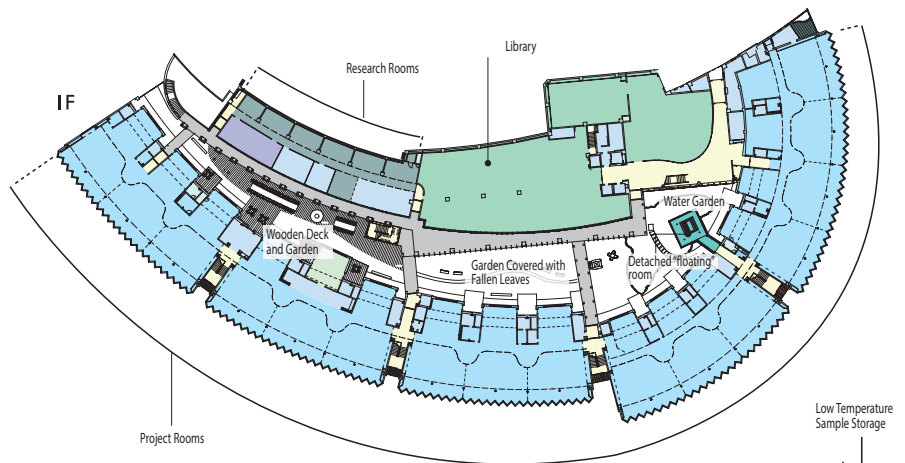 Library
Research Rooms
IF
Water Garden
Wooden Deck
and Garden
Garden Covered with
Fallen Leaves
Detached "floating"
room
Low Temperature
Sample Storage
Project Rooms